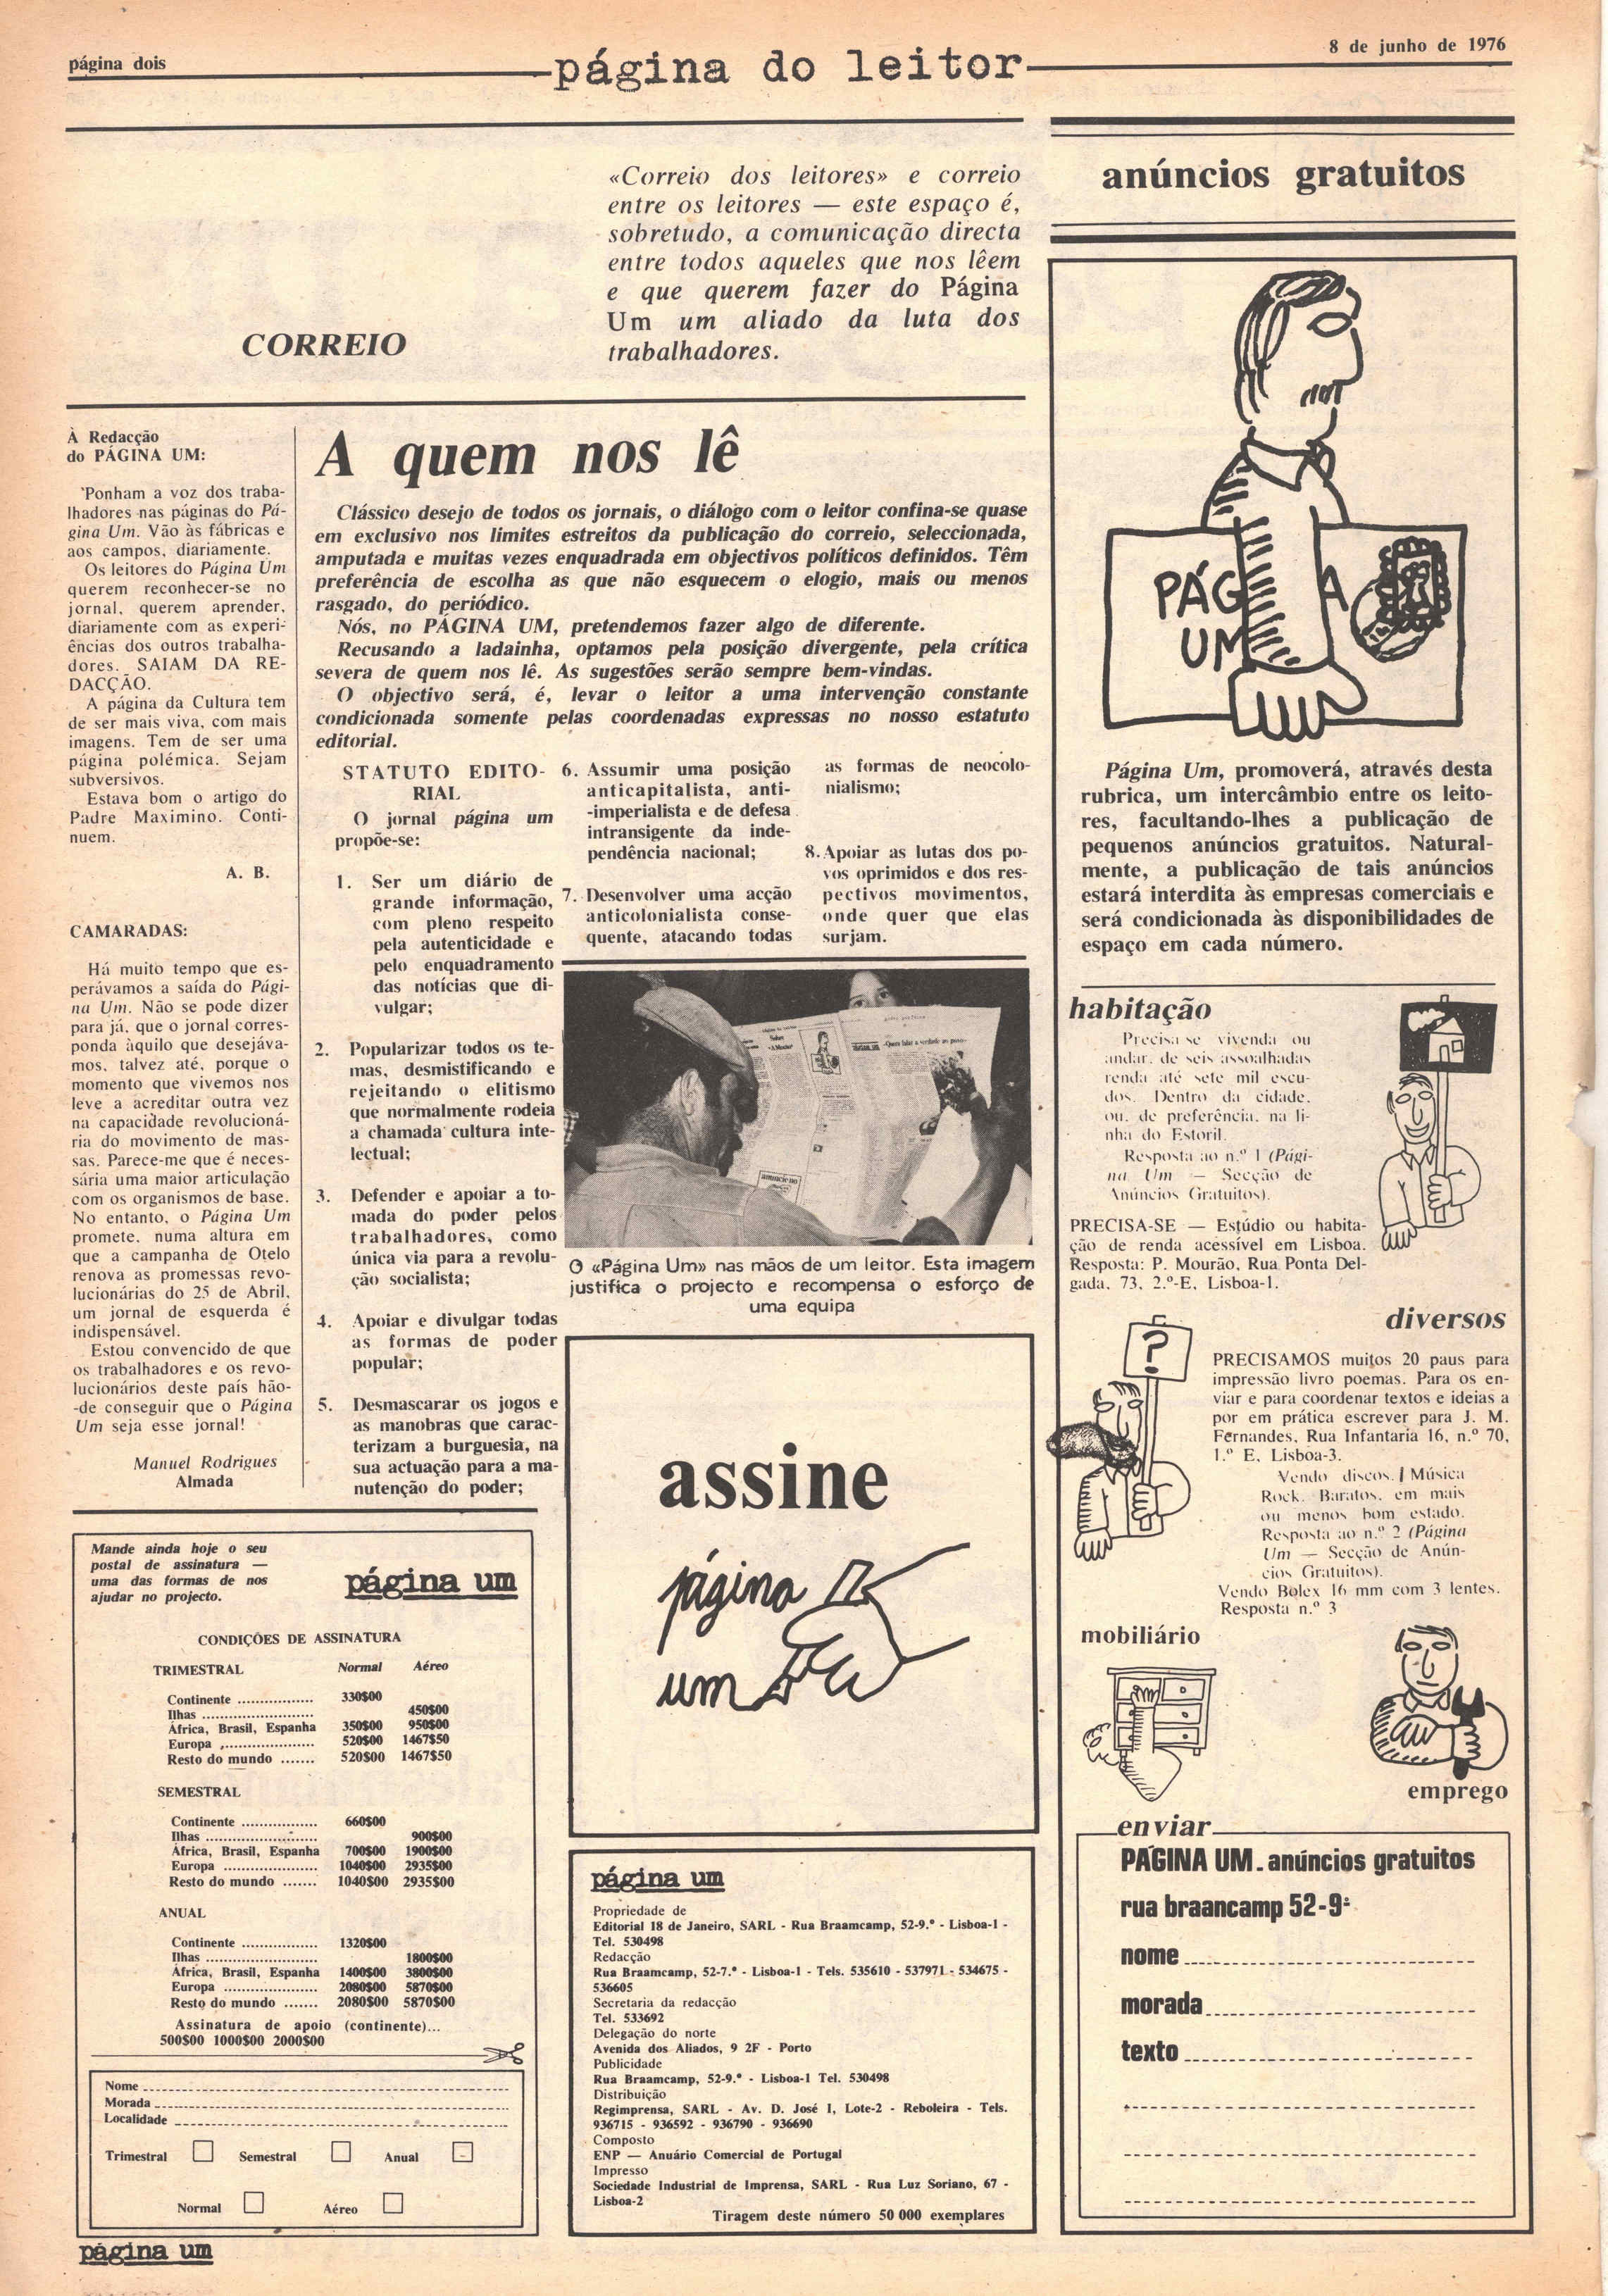 página dois
página do leitor
8 de junho de 1976
CORREIO
«Correio dos leitores» e correio
entre os leitores — este espaço é,
sobretudo, a comunicação directa
entre todos aqueles que nos lêem
e que querem fazer do Página
Um um aliado da luta dos
trabalhadores.
À Redacção
do PÁGINA UM:
Ponham a voz dos traba-
lhadores nas páginas do Pá-
gina Um. Vão às fábricas e
aos campos, diariamente.
Os leitores do Página Um
querem reconhecer-se no
jornal, querem aprender,
diariamente com as experi-
ências dos outros trabalha-
dores. SAIAM DA RE-
DACÇÃO.
A página da Cultura tem
de ser mais viva, com mais
imagens. Tem de ser uma
página polémica. Sejam
subversivos.
Estava bom o artigo do
Padre Maximino. Conti-
nuem.
A. B.
CAMARADAS:
Há muito tempo que es-
perávamos a saída do Pági-
na Um. Não se pode dizer
para já, que o jornal corres-
ponda àquilo que desejáva-
mos, talvez até, porque o
momento que vivemos nos
leve a acreditar outra vez
na capacidade revolucioná-
ria do movimento de mas-
sas. Parece-me que é neces-
sária uma maior articulação
com os organismos de base.
No entanto, o Página Um
promete, numa altura em
que a campanha de Otelo
renova as promessas revo-
lucionárias do 25 de Abril,
um jornal de esquerda é
indispensável.
Estou convencido de que
os trabalhadores e os revo-
lucionários deste país hão-
-de conseguir que o Página
Um seja esse jornal!
Manuel Rodrigues
Almada
A quem nos lê
Clássico desejo de todos os jornais, o diálogo com o leitor confina-se quase
em exclusivo nos limites estreitos da publicação do correio, seleccionada,
amputada e muitas vezes enquadrada em objectivos políticos definidos. Têm
preferência de escolha as que não esquecem o elogio, mais ou menos
rasgado, do periódico.
Nós, no PÁGINA UM, pretendemos fazer algo de diferente.
Recusando a ladainha, optamos pela posição divergente, pela crítica
severa de quem nos lê. As sugestões serão sempre bem-vindas.
O objectivo será, é, levar o leitor a uma intervenção constante
condicionada somente pelas coordenadas expressas no nosso estatuto
editorial.
STATUTO EDITO-
RIAL
O jornal página um
propõe-se:
1. Ser um diário de
grande informação,
com pleno respeito
pela autenticidade e
pelo enquadramento
das notícias que di-
vulgar;
2. Popularizar todos os te-
mas, desmistificando e
rejeitando o elitismo
que normalmente rodeia
a chamada cultura inte-
lectual;
3. Defender e apoiar a to-
mada do poder pelos
trabalhadores, como
única via para a revolu-
ção socialista;
4. Apoiar e divulgar todas
as formas de poder
popular;
5. Desmascarar os jogos e
as manobras que carac-
terizam a burguesia, na
sua actuação para a ma-
nutenção do poder;
6. Assumir uma posição
anticapitalista, anti-
-imperialista e de defesa
intransigente da inde-
pendência nacional;
7. Desenvolver uma acção
anticolonialista conse-
quente, atacando todas
as formas de neocolo-
nialismo;
8. Apoiar as lutas dos po-
vos oprimidos e dos res-
pectivos movimentos,
onde quer que elas
surjam.
O «Página Um» nas mãos de um leitor. Esta imagem
justifica o projecto e recompensa o esforço de
uma equipa
assine
página
um
Mande ainda hoje o seu
postal de assinatura —
uma das formas de nos
ajudar no projecto.
página um
CONDIÇÕES DE ASSINATURA
TRIMESTRAL Normal Aéreo
Continente ................. 330$00
Ilhas ......................... 450$00
África, Brasil, Espanha 350$00 950$00
Europa ..................... 520$00 1467$50
Resto do mundo ....... 520$00 1467$50
SEMESTRAL
Continente ................. 660$00
Ilhas ......................... 900$00
África, Brasil, Espanha 700$00 1900$00
Europa ..................... 1040$00 2935$00
Resto do mundo ....... 1040$00 2935$00
ANUAL
Continente ................. 1320$00
Ilhas ......................... 1800$00
África, Brasil, Espanha 1400$00 3800$00
Europa ..................... 2080$00 5870$00
Resto do mundo ....... 2080$00 5870$00
Assinatura de apoio (continente)...
500$00 1000$00 2000$00
Nome
Morada
Localidade
Trimestral Semestral Anual
Normal Aéreo
página um
página um
Propriedade de
Editorial 18 de Janeiro, SARL - Rua Braamcamp, 52-9.º - Lisboa-1 -
Tel. 530498
Redacção
Rua Braamcamp, 52-7.º - Lisboa-1 - Tels. 535610 - 537971 - 534675 -
536605
Secretaria da redacção
Tel. 533692
Delegação do norte
Avenida dos Aliados, 9 2F - Porto
Publicidade
Rua Braamcamp, 52-9.º - Lisboa-1 Tel. 530498
Distribuição
Regimprensa, SARL - Av. D. José I, Lote-2 - Reboleira - Tels.
936715 - 936592 - 936790 - 936690
Composto
ENP — Anuário Comercial de Portugal
Impresso
Sociedade Industrial de Imprensa, SARL - Rua Luz Soriano, 67 -
Lisboa-2
Tiragem deste número 50 000 exemplares
anúncios gratuitos
PÁG A
UM
Página Um, promoverá, através desta
rubrica, um intercâmbio entre os leito-
res, facultando-lhes a publicação de
pequenos anúncios gratuitos. Natural-
mente, a publicação de tais anúncios
estará interdita às empresas comerciais e
será condicionada às disponibilidades de
espaço em cada número.
habitação
Precisa-se vivenda ou
andar, de seis assoalhadas
renda até sete mil escu-
dos. Dentro da cidade,
ou, de preferência, na li-
nha do Estoril.
Resposta ao n.º 1 (Pági-
na Um — Secção de
Anúncios Gratuitos).
PRECISA-SE — Estúdio ou habita-
ção de renda acessível em Lisboa.
Resposta: P. Mourão, Rua Ponta Del-
gada, 73, 2.º-E, Lisboa-1.
diversos
?
PRECISAMOS muitos 20 paus para
impressão livro poemas. Para os en-
viar e para coordenar textos e ideias a
por em prática escrever para J. M.
Fernandes, Rua Infantaria 16, n.º 70,
1.º E, Lisboa-3.
Vendo discos. Música
Rock. Baratos, em mais
ou menos bom estado.
Resposta ao n.º 2 (Página
Um — Secção de Anún-
cios Gratuitos).
Vendo Bolex 16 mm com 3 lentes.
Resposta n.º 3
mobiliário
emprego
enviar
PÁGINA UM - anúncios gratuitos
rua braancamp 52-9º
nome
morada
texto